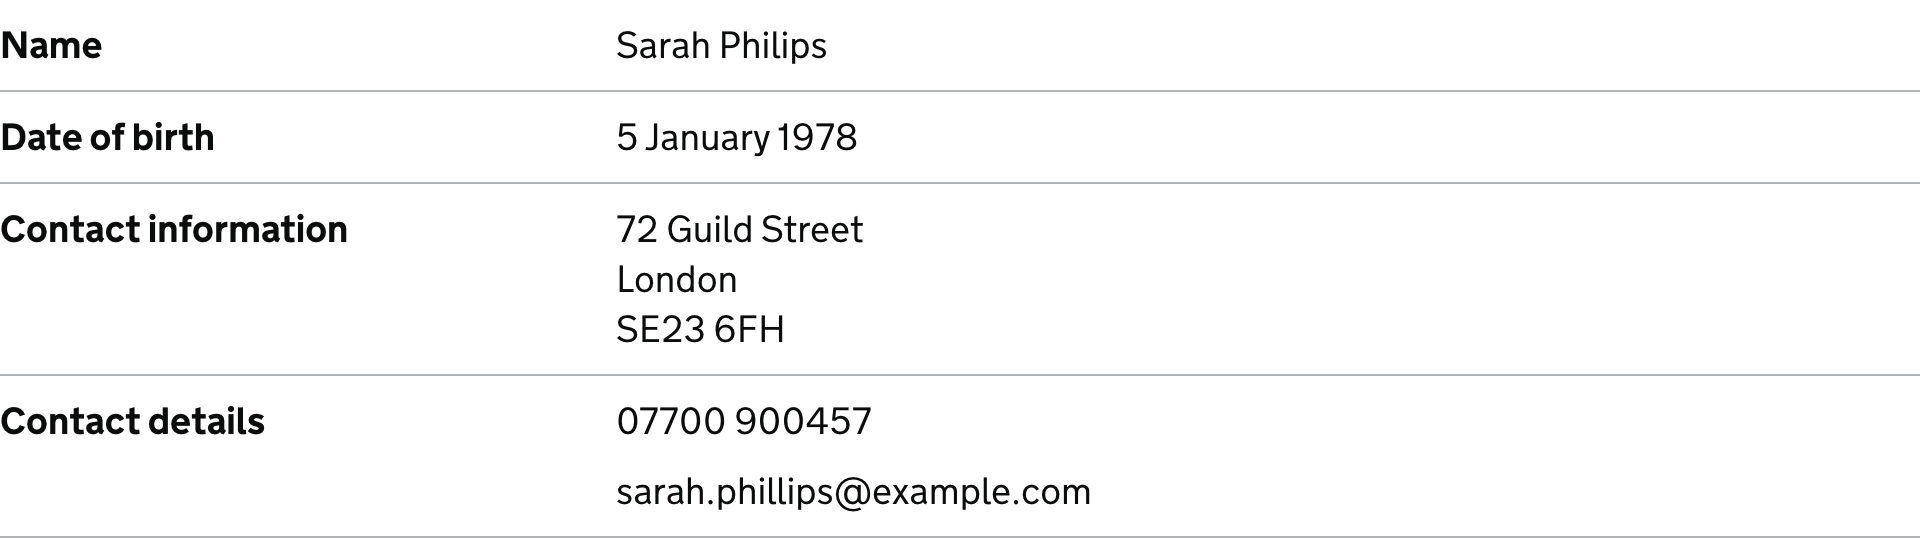 Name Sarah Philips
Date of birth 5 January 1978
Contact information 72 Guild Street
London
SE23 6FH
Contact details 07700 900457
sarah.phillips@example.com